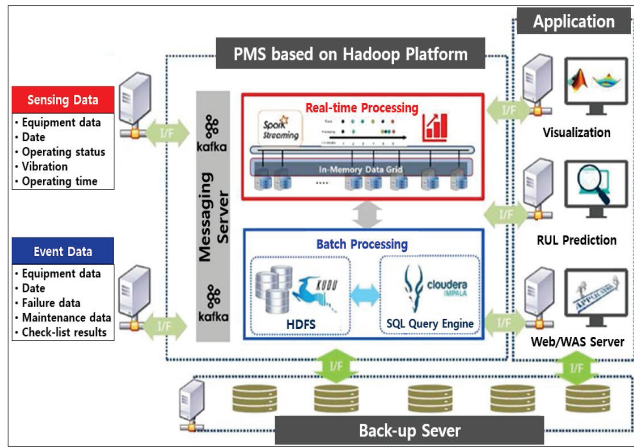 Application
PMS based on Hadoop Platform
Sensing Data
• Equipment data
• Date
• Operating status
• Vibration
• Operating time
I/F
kafka
Messaging Server
Real-time Processing
Spark
Streaming
In-Memory Data Grid
I/F
Visualization
Event Data
• Equipment data
• Date
• Failure data
• Maintenance data
• Check-list results
I/F
kafka
Batch Processing
KUDU
HDFS
cloudera
IMPALA
SQL Query Engine
I/F
RUL Prediction
I/F
Web/WAS Server
I/F
I/F
Back-up Sever